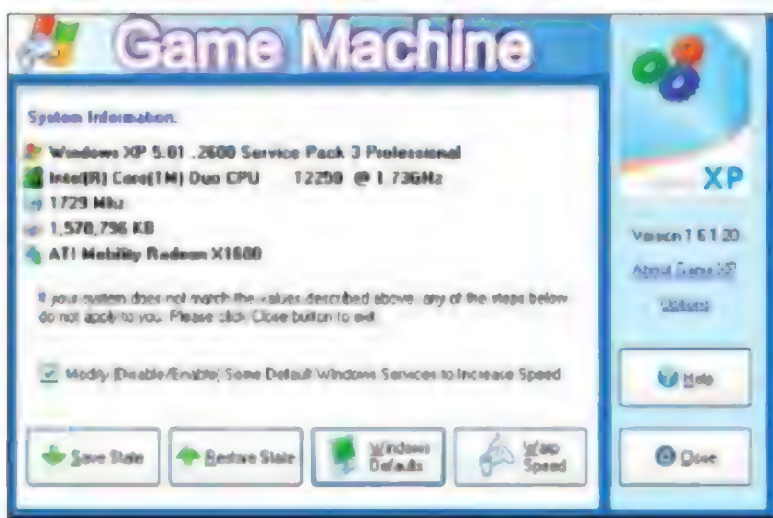 Game Machine
System Information:
Windows XP 5.01 .2600 Service Pack 3 Professional
Intel(R) Core(TM) Duo CPU @ 1.73GHz
1729 Mhz
1,570,796 KB
ATI Mobility Radeon X1600
If your system does not match the values described above, any of the steps below
do not apply to you. Please click Close button to exit
Modify (Disable/Enable) Some Default Windows Services to Increase Speed
Save State
Restore State
Windows
Defaults
Warp
Speed
XP
Version 1.6.1.20
About Game XP
Help
Close